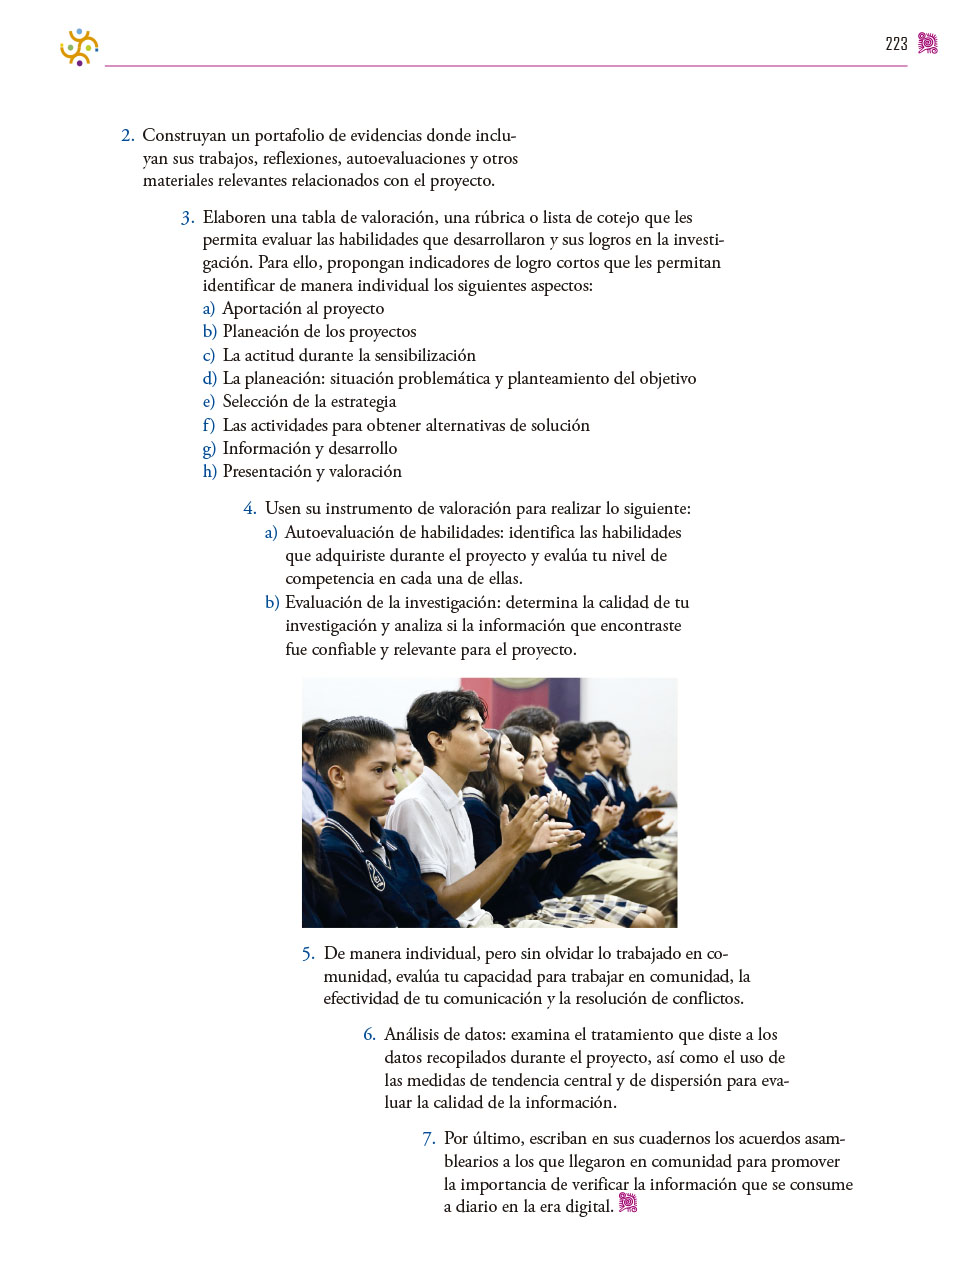 223
2. Construyan un portafolio de evidencias donde inclu-
yan sus trabajos, reflexiones, autoevaluaciones y otros
materiales relevantes relacionados con el proyecto.
3. Elaboren una tabla de valoración, una rúbrica o lista de cotejo que les
permita evaluar las habilidades que desarrollaron y sus logros en la investi-
gación. Para ello, propongan indicadores de logro cortos que les permitan
identificar de manera individual los siguientes aspectos:
a) Aportación al proyecto
b) Planeación de los proyectos
c) La actitud durante la sensibilización
d) La planeación: situación problemática y planteamiento del objetivo
e) Selección de la estrategia
f) Las actividades para obtener alternativas de solución
g) Información y desarrollo
h) Presentación y valoración
4. Usen su instrumento de valoración para realizar lo siguiente:
a) Autoevaluación de habilidades: identifica las habilidades
que adquiriste durante el proyecto y evalúa tu nivel de
competencia en cada una de ellas.
b) Evaluación de la investigación: determina la calidad de tu
investigación y analiza si la información que encontraste
fue confiable y relevante para el proyecto.
5. De manera individual, pero sin olvidar lo trabajado en co-
munidad, evalúa tu capacidad para trabajar en comunidad, la
efectividad de tu comunicación y la resolución de conflictos.
6. Análisis de datos: examina el tratamiento que diste a los
datos recopilados durante el proyecto, así como el uso de
las medidas de tendencia central y de dispersión para eva-
luar la calidad de la información.
7. Por último, escriban en sus cuadernos los acuerdos asam-
blearios a los que llegaron en comunidad para promover
la importancia de verificar la información que se consume
a diario en la era digital.